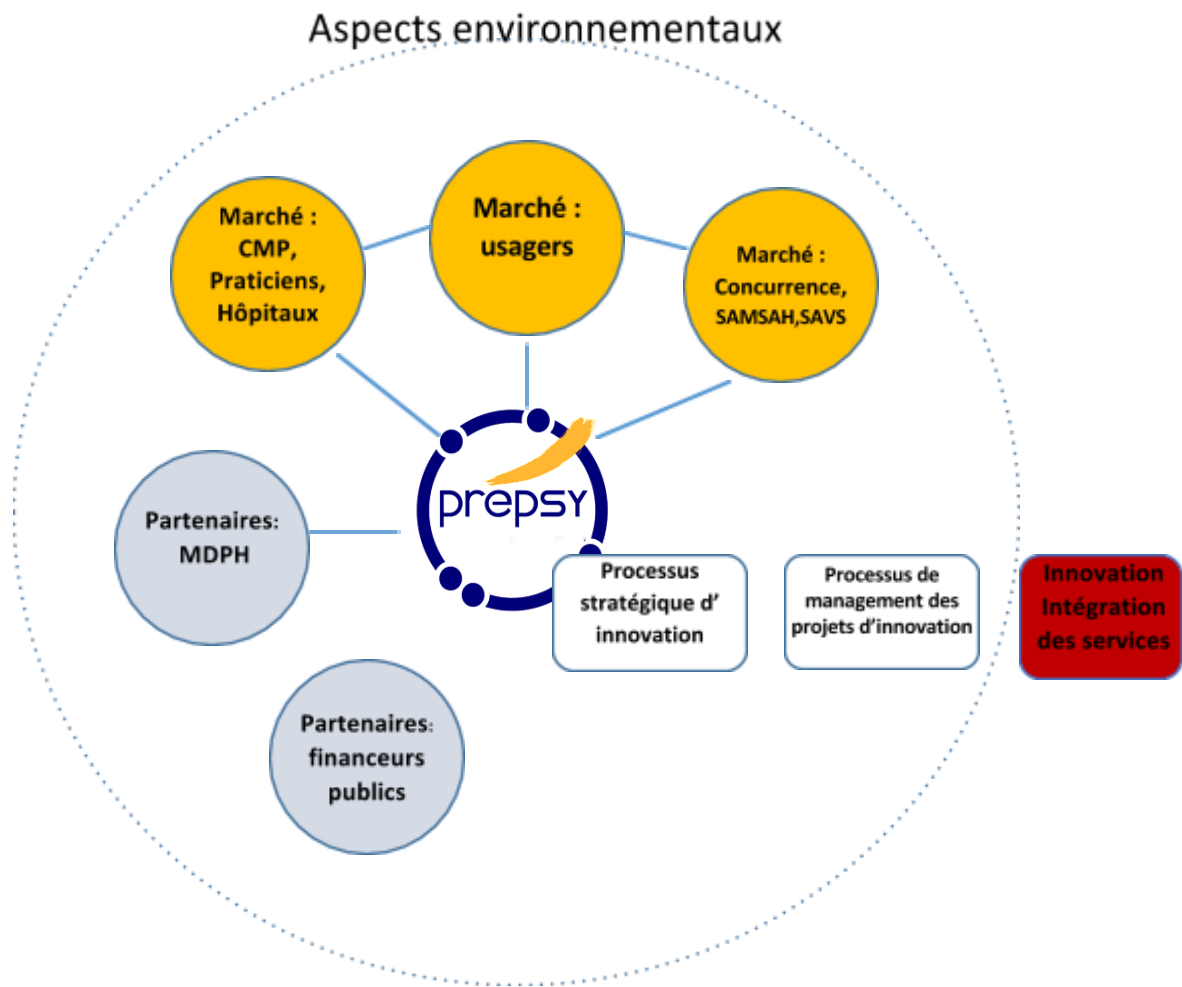 Aspects environnementaux
Marché :
CMP,
Praticiens,
Hôpitaux
Marché :
usagers
Marché :
Concurrence,
SAMSAH,SAVS
prepsy
Partenaires:
MDPH
Processus
stratégique d’
innovation
Processus de
management des
projets d’innovation
Innovation
Intégration
des services
Partenaires:
financeurs
publics